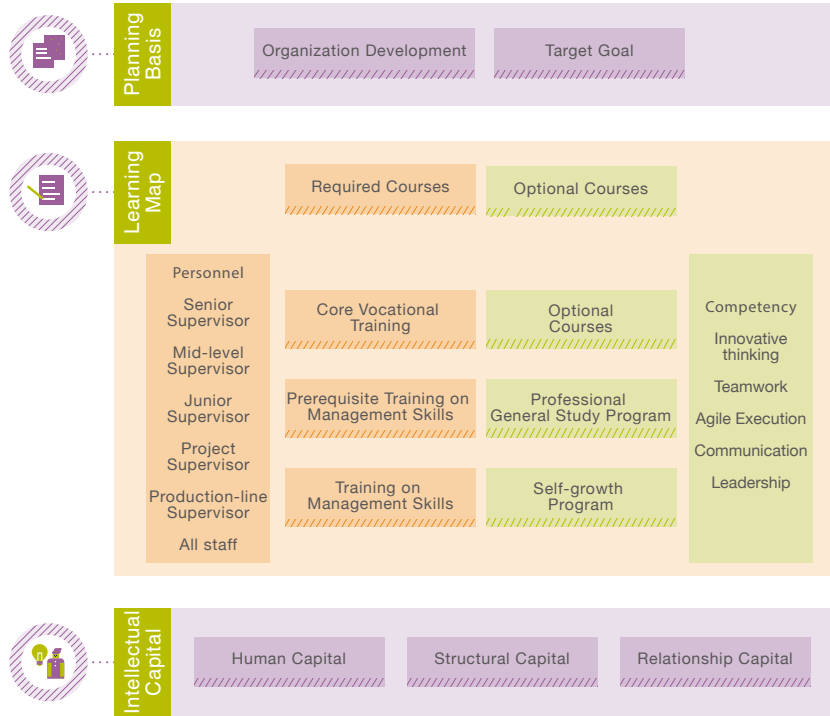 Planning
Basis
Organization Development
Target Goal
Learning
Map
Required Courses
Optional Courses
Personnel
Senior
Supervisor
Mid-level
Supervisor
Junior
Supervisor
Project
Supervisor
Production-line
Supervisor
All staff
Core Vocational
Training
Optional
Courses
Prerequisite Training on
Management Skills
Professional
General Study Program
Training on
Management Skills
Self-growth
Program
Competency
Innovative
thinking
Teamwork
Agile Execution
Communication
Leadership
Intellectual
Capital
Human Capital
Structural Capital
Relationship Capital